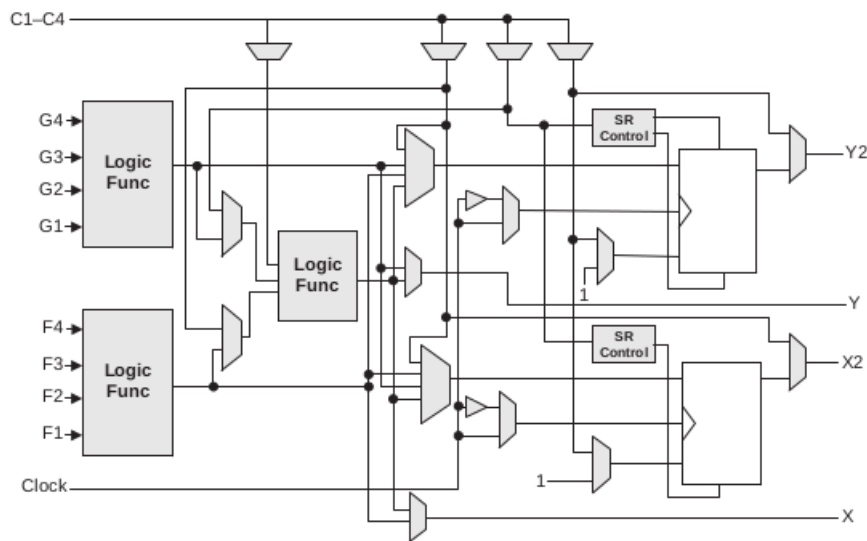 C1–C4
G4
G3
G2
G1
Logic
Func
SR
Control
Y2
Logic
Func
1
Y
F4
F3
F2
F1
Logic
Func
SR
Control
X2
Clock
1
X